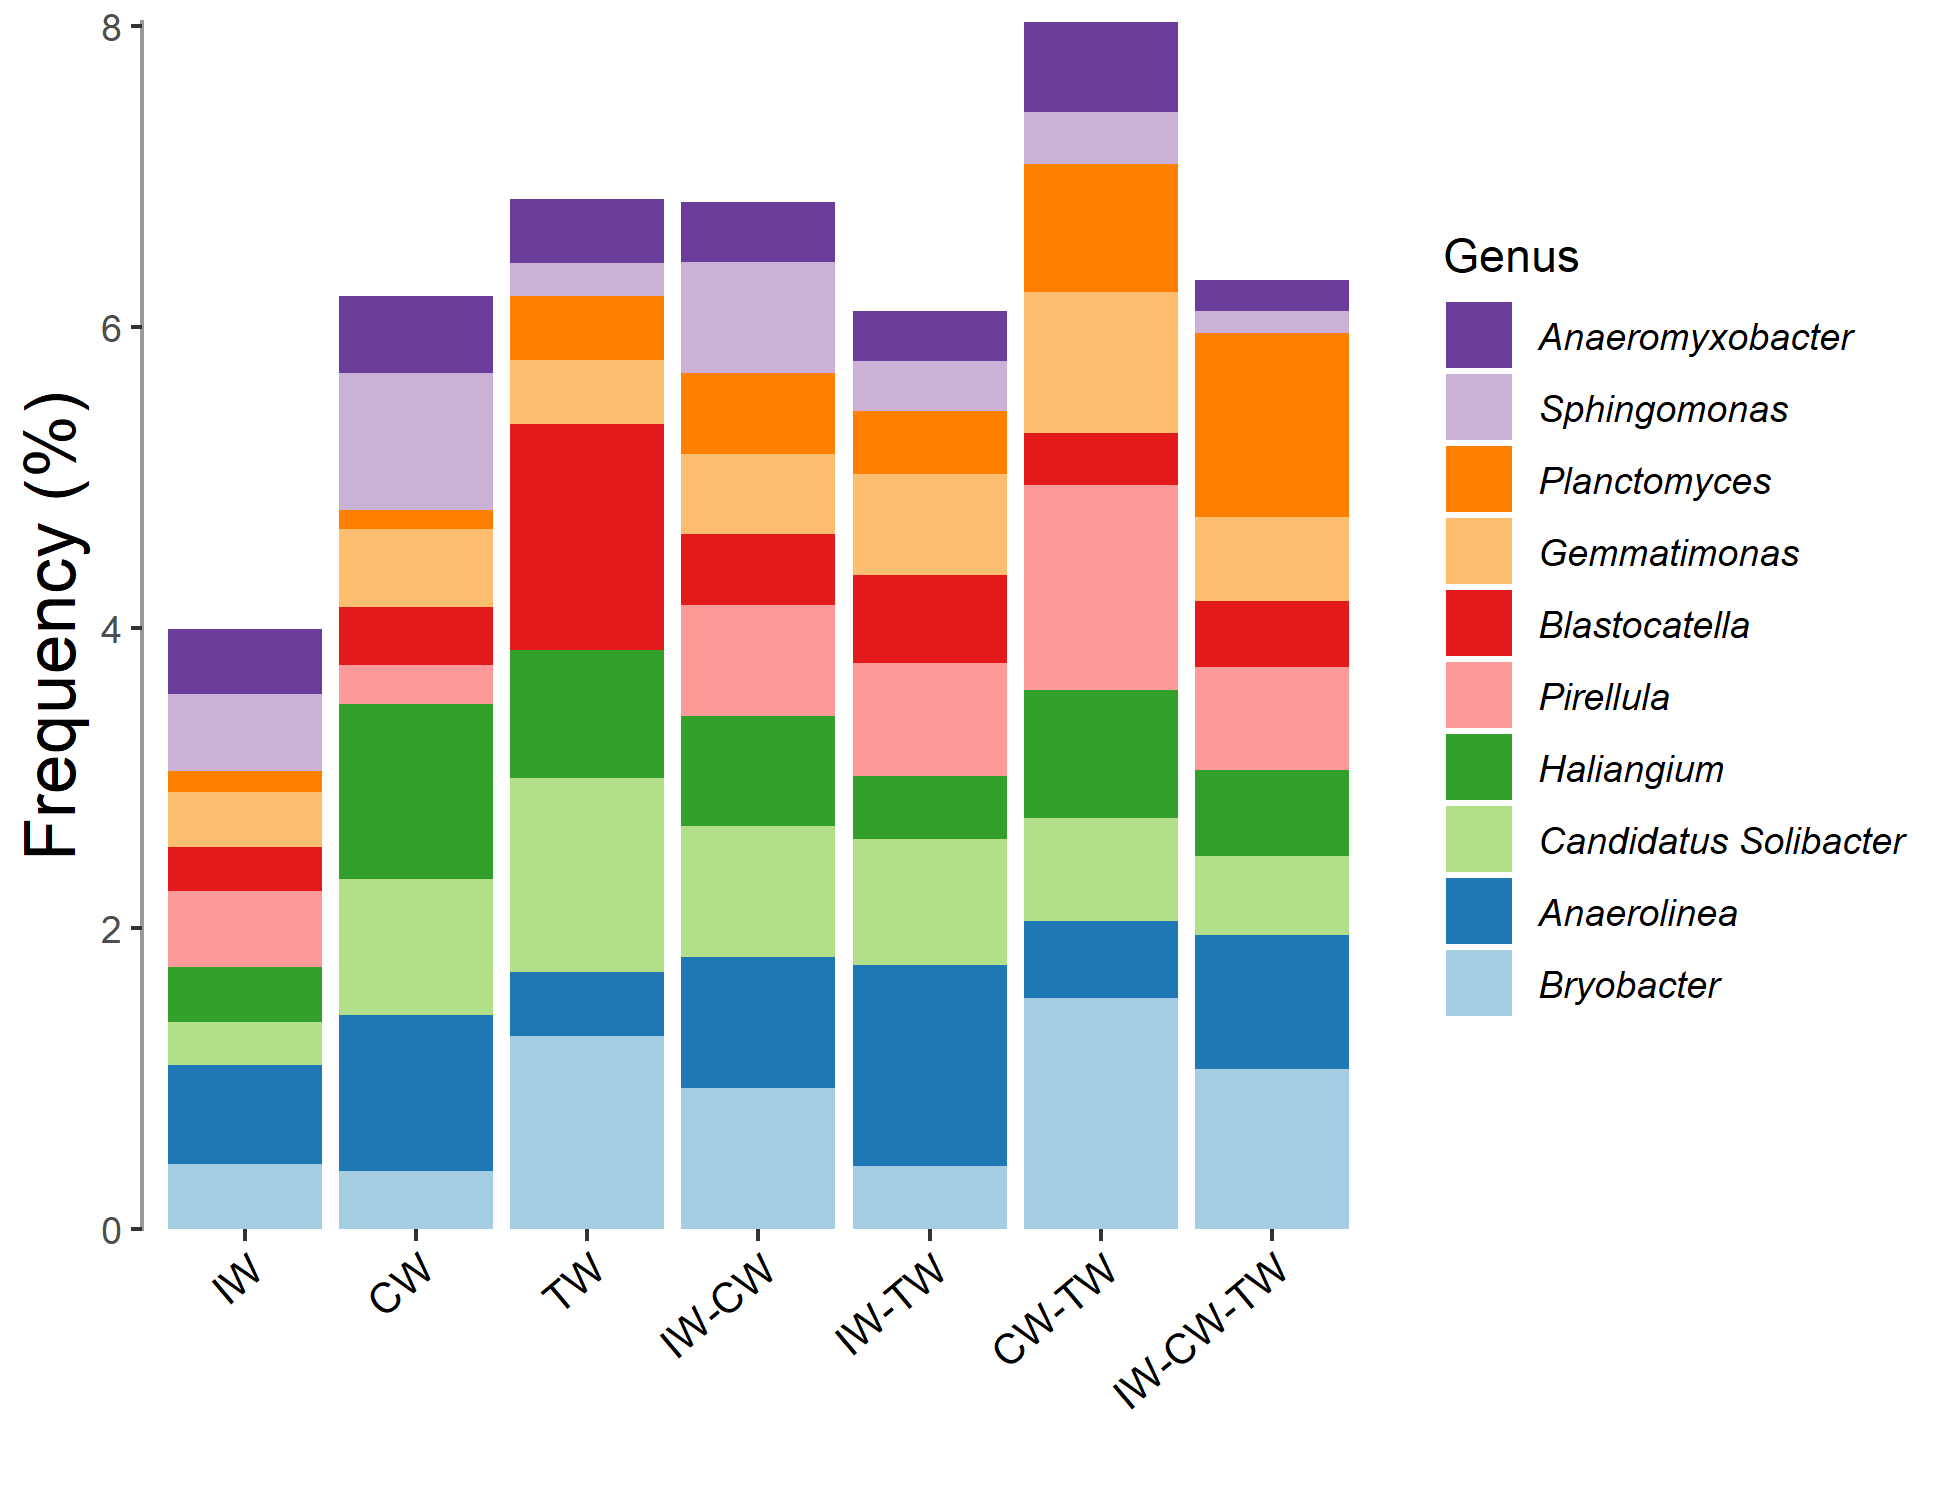 Frequency (%)
8
6
4
2
0
IW
CW
TW
IW-CW
IW-TW
CW-TW
IW-CW-TW
Genus
Anaeromyxobacter
Sphingomonas
Planctomyces
Gemmatimonas
Blastocatella
Pirellula
Haliangium
Candidatus Solibacter
Anaerolinea
Bryobacter